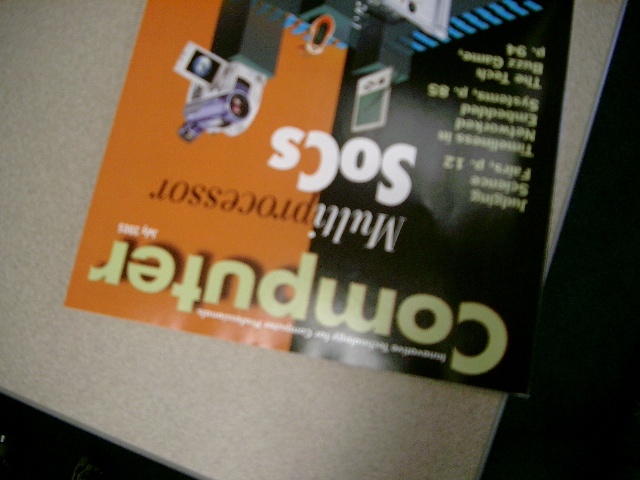 Innovative Technology for Computer Professionals
Computer
July 2005
Multiprocessor
SoCs
Judging
Science
Fairs, p. 12
Timeliness in
Networked
Embedded
Systems, p. 85
The Tech
Buzz Game,
p. 94